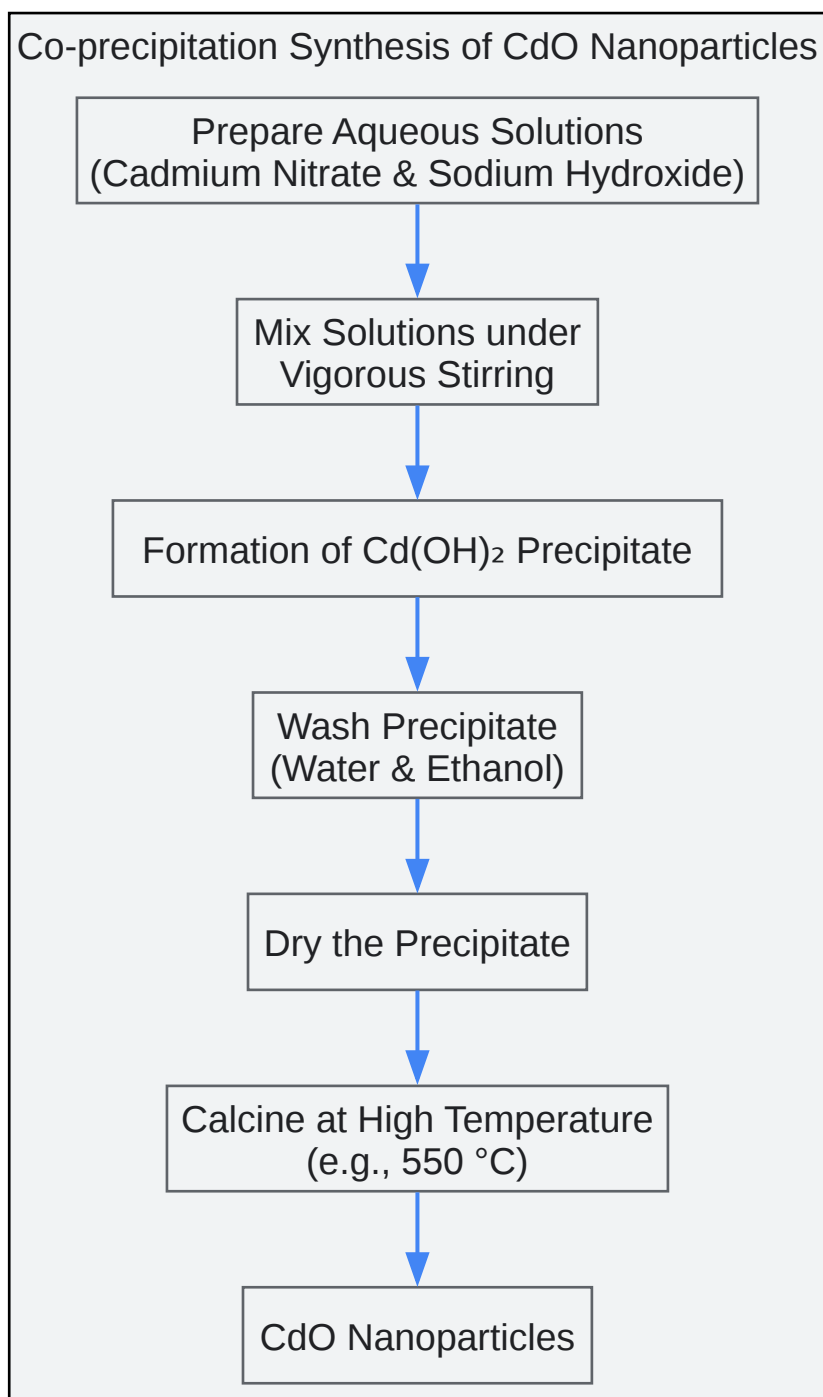 Co-precipitation Synthesis of CdO Nanoparticles
Prepare Aqueous Solutions
(Cadmium Nitrate & Sodium Hydroxide)
Mix Solutions under
Vigorous Stirring
Formation of Cd(OH)₂ Precipitate
Wash Precipitate
(Water & Ethanol)
Dry the Precipitate
Calcine at High Temperature
(e.g., 550 °C)
CdO Nanoparticles